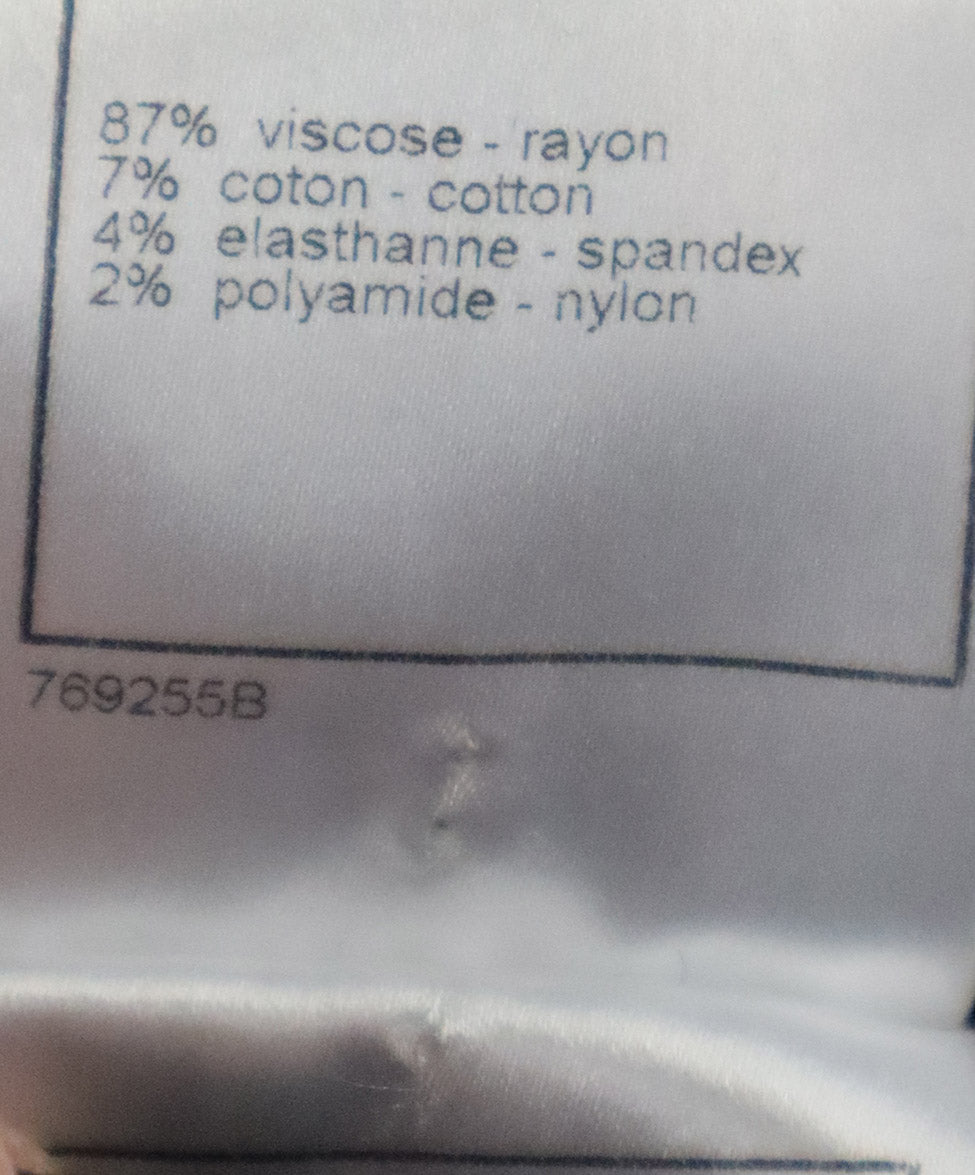 87% viscose - rayon
7% coton - cotton
4% elasthanne - spandex
2% polyamide - nylon
769255B